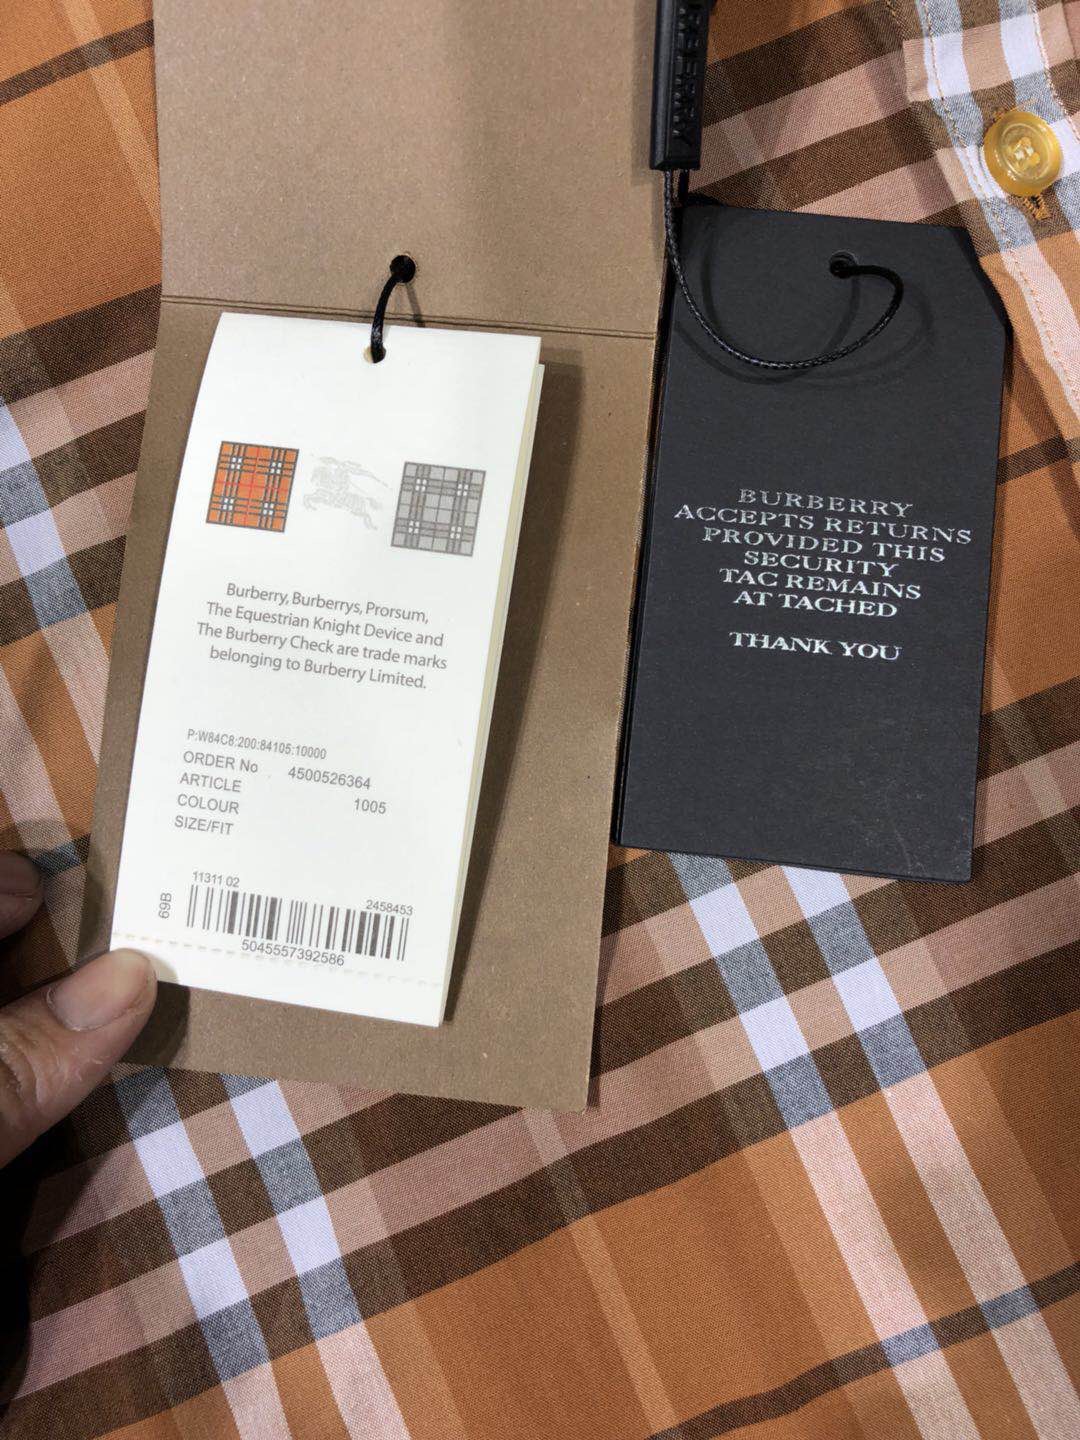 BURBERRY
Burberry, Burberrys, Prorsum,
The Equestrian Knight Device and
The Burberry Check are trade marks
belonging to Burberry Limited.
P:W84C8:200:84105:10000
ORDER No 4500526364
ARTICLE
COLOUR 1005
SIZE/FIT
11311 02
2458453
69B
5045557392586
BURBERRY
ACCEPTS RETURNS
PROVIDED THIS
SECURITY
TAC REMAINS
AT TACHED
THANK YOU